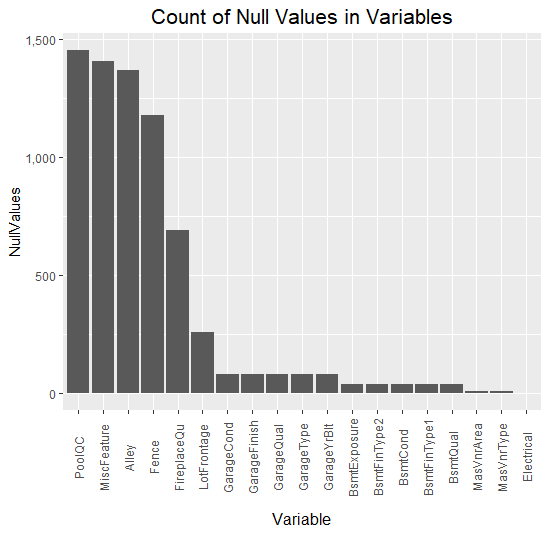 Count of Null Values in Variables
1,500
1,000
500
0
NullValues
PoolQC
MiscFeature
Alley
Fence
FireplaceQu
LotFrontage
GarageCond
GarageFinish
GarageQual
GarageType
GarageYrBlt
BsmtExposure
BsmtFinType2
BsmtCond
BsmtFinType1
BsmtQual
MasVnrArea
MasVnrType
Electrical
Variable